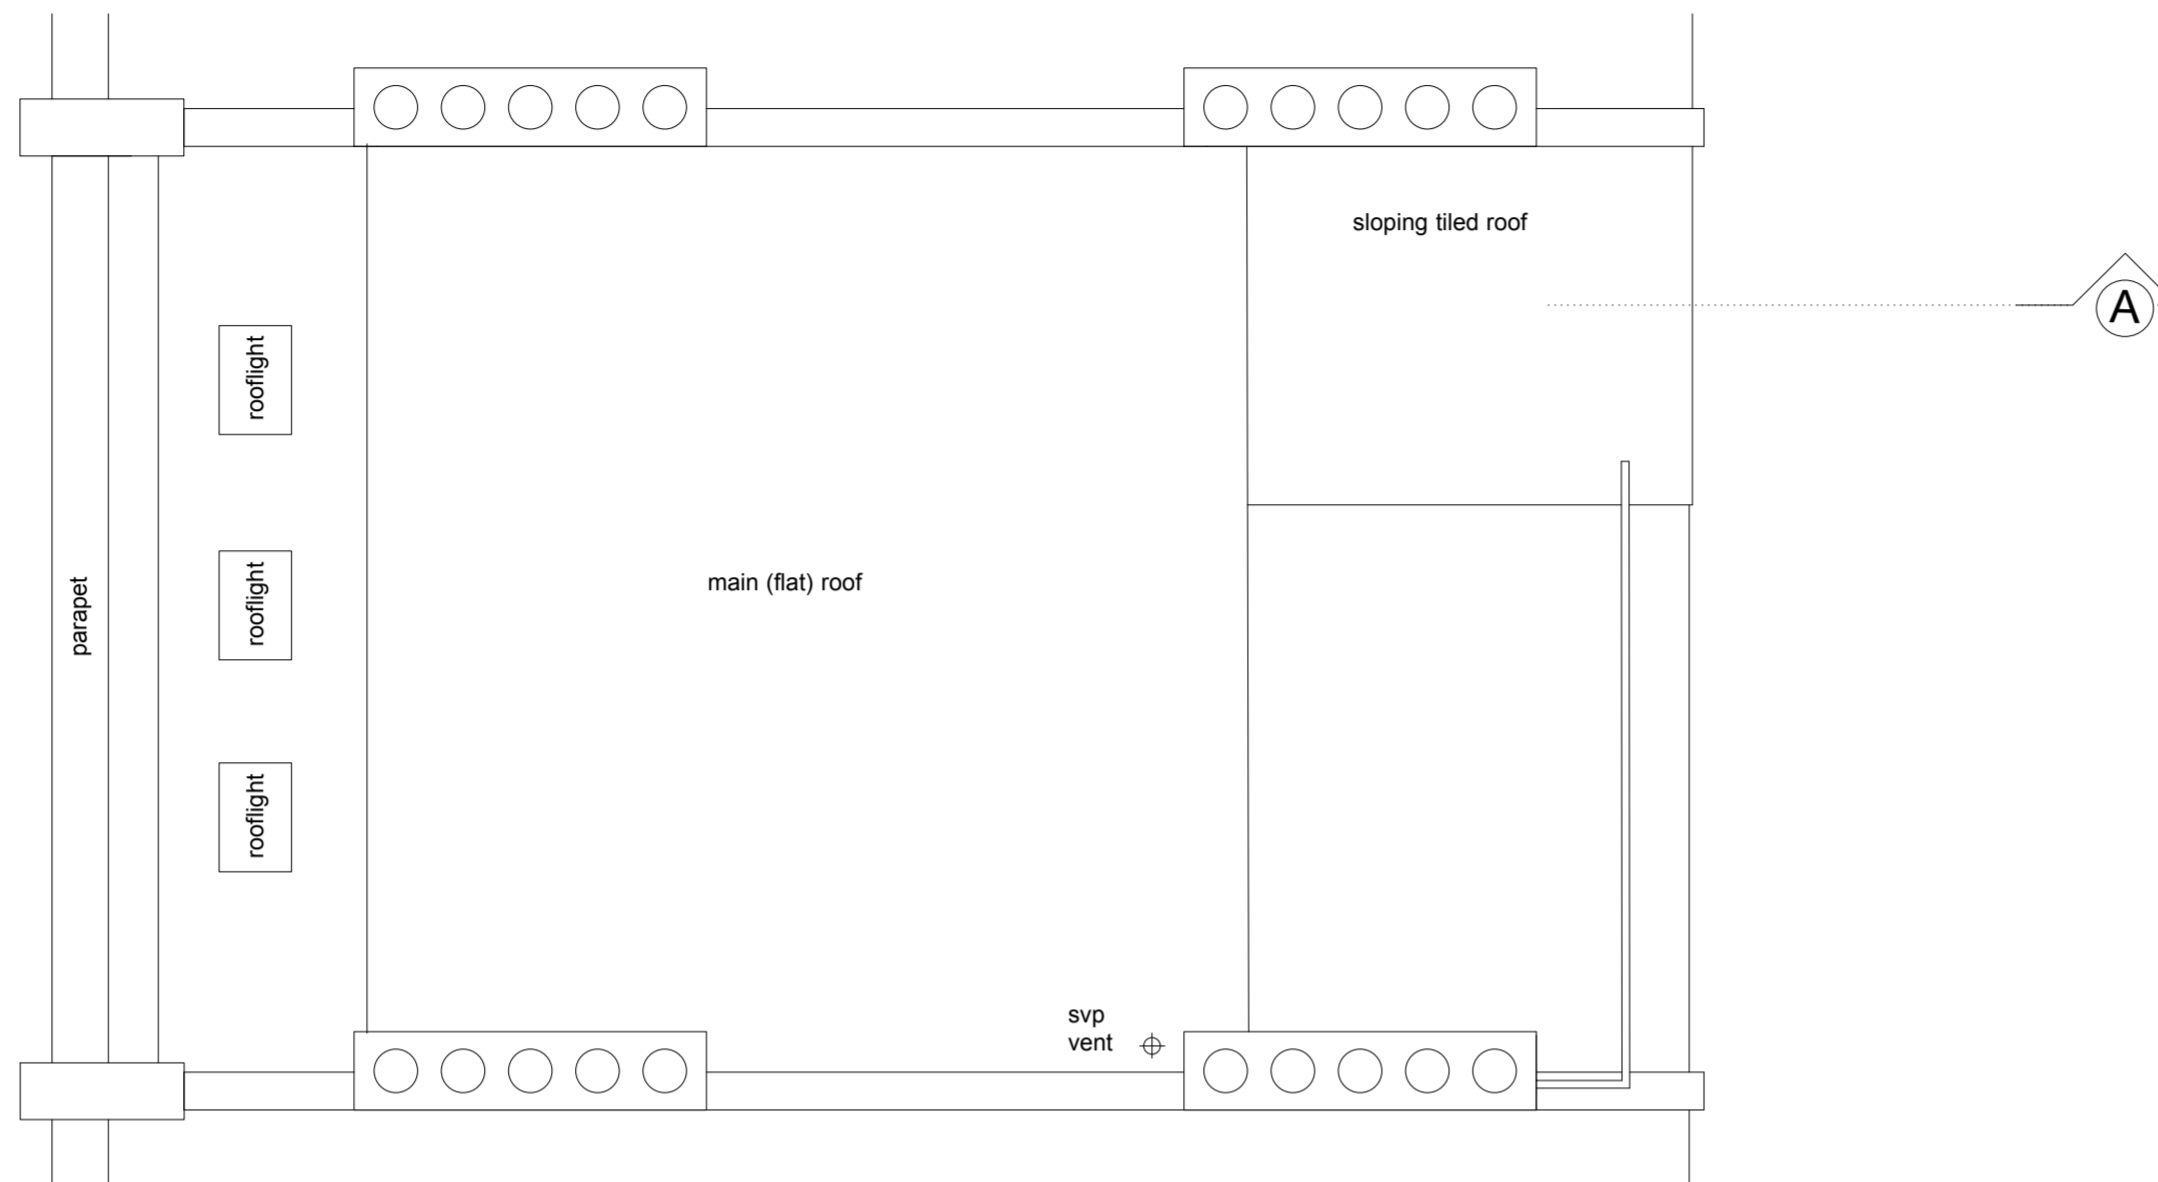 sloping tiled roof
A
rooflight
rooflight
main (flat) roof
parapet
rooflight
svp
vent